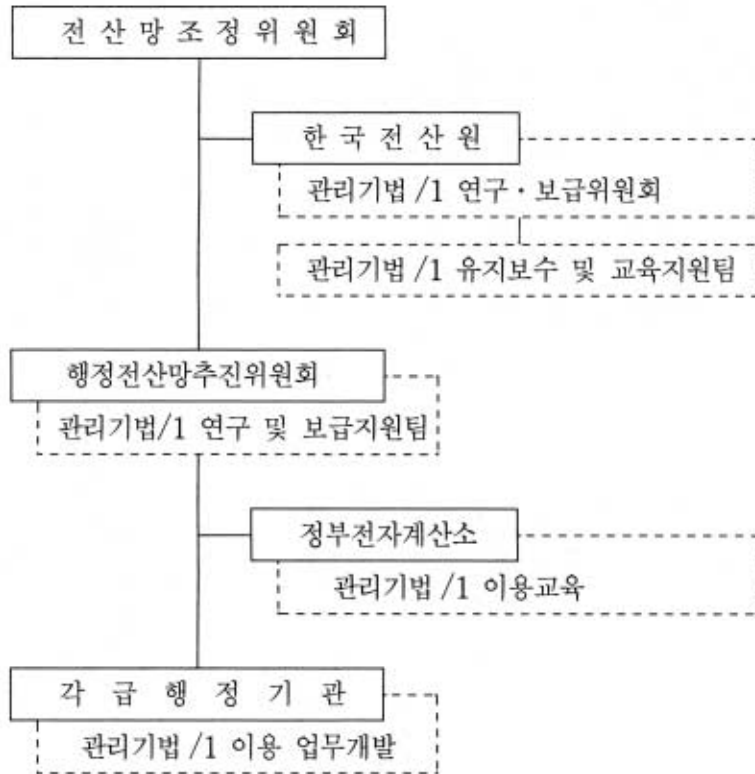 전 산 망 조 정 위 원 회
한 국 전 산 원
관리기법 /1 연구 · 보급위원회
관리기법 /1 유지보수 및 교육지원팀
행정전산망추진위원회
관리기법/1 연구 및 보급지원팀
정부전자계산소
관리기법 /1 이용교육
각 급 행 정 기 관
관리기법 /1 이용 업무개발